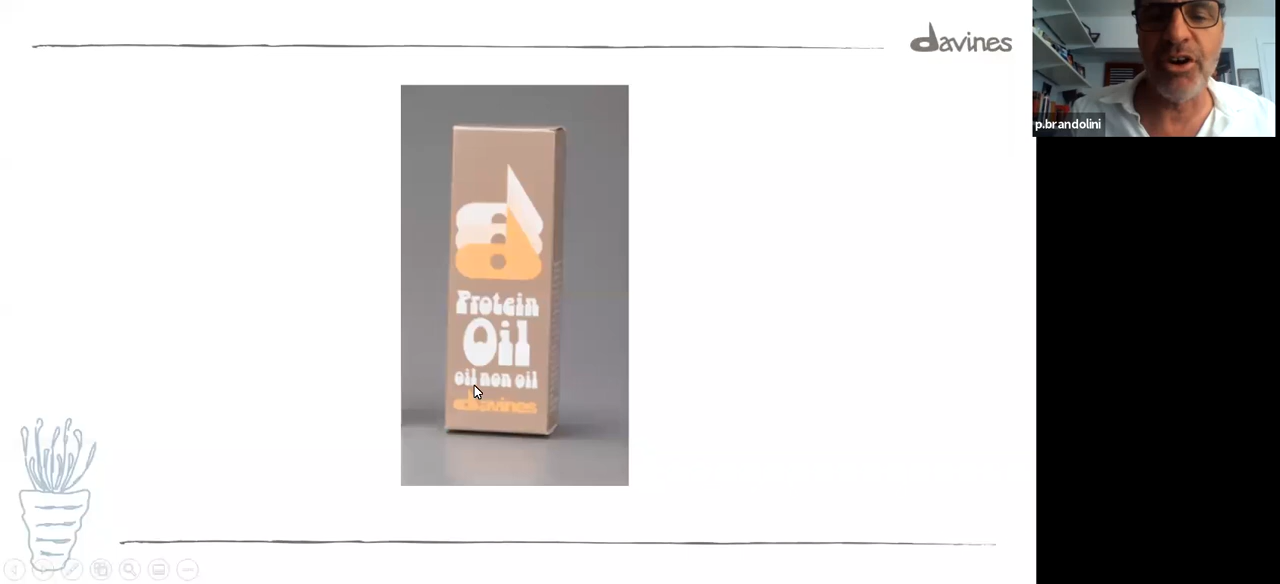 davines
p.brandolini
Protein
Oil
oil non oil
davines